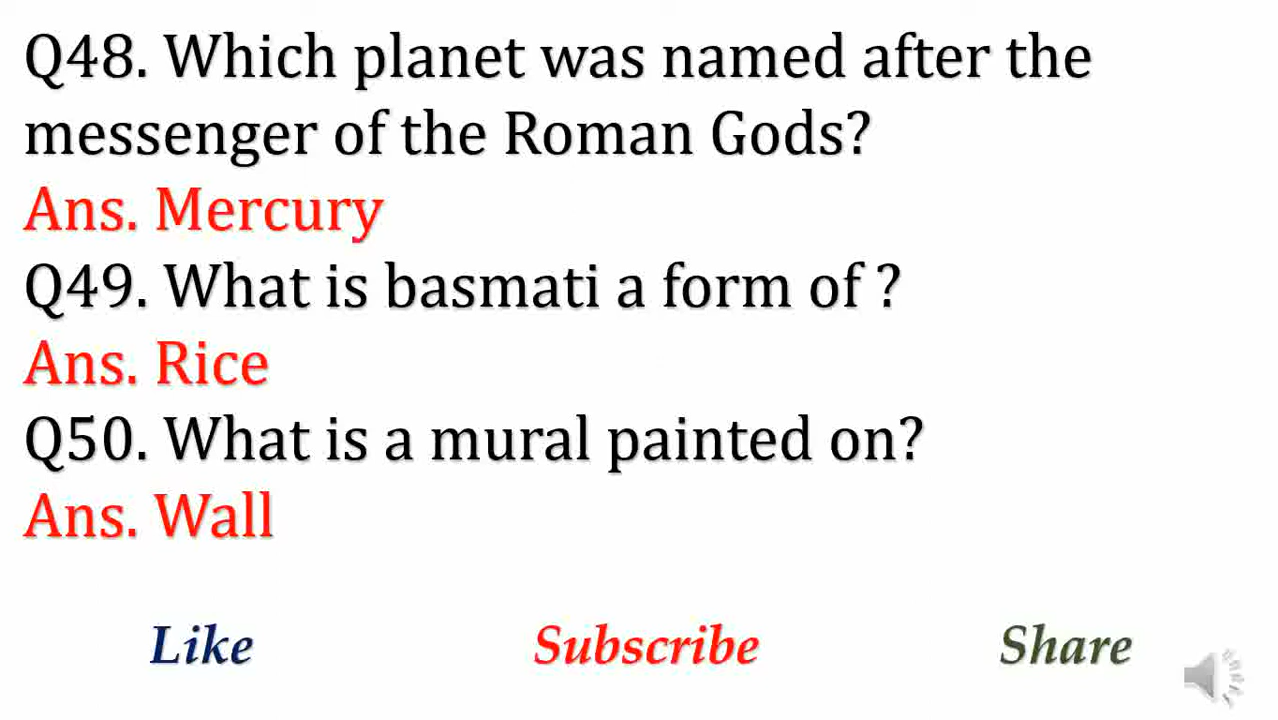 Q48. Which planet was named after the
messenger of the Roman Gods?
Ans. Mercury
Q49. What is basmati a form of ?
Ans. Rice
Q50. What is a mural painted on?
Ans. Wall
Like Subscribe Share